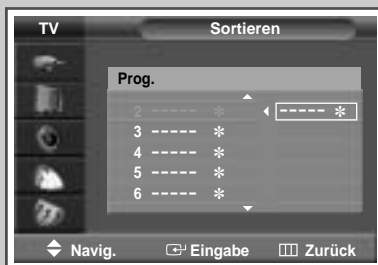 TV Sortieren
Prog.
2 ----- ✻ ----- ✻
3 ----- ✻
4 ----- ✻
5 ----- ✻
6 ----- ✻
Navig. Eingabe Zurück